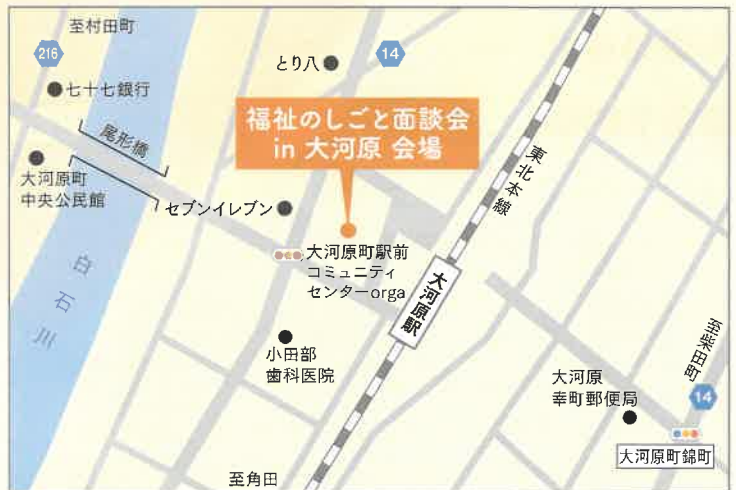 至村田町
216
七十七銀行
とり八
14
福祉のしごと面談会
in 大河原 会場
尾形橋
大河原町
中央公民館
セブンイレブン
東北本線
大河原町駅前
コミュニティ
センターorga
白石川
大河原駅
小田部
歯科医院
至柴田町
大河原
幸町郵便局
14
大河原町錦町
至角田